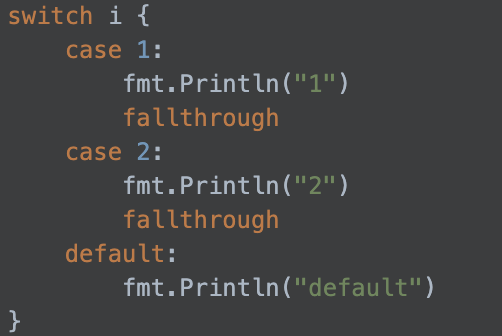 switch i {
    case 1:
        fmt.Println("1")
        fallthrough
    case 2:
        fmt.Println("2")
        fallthrough
    default:
        fmt.Println("default")
}